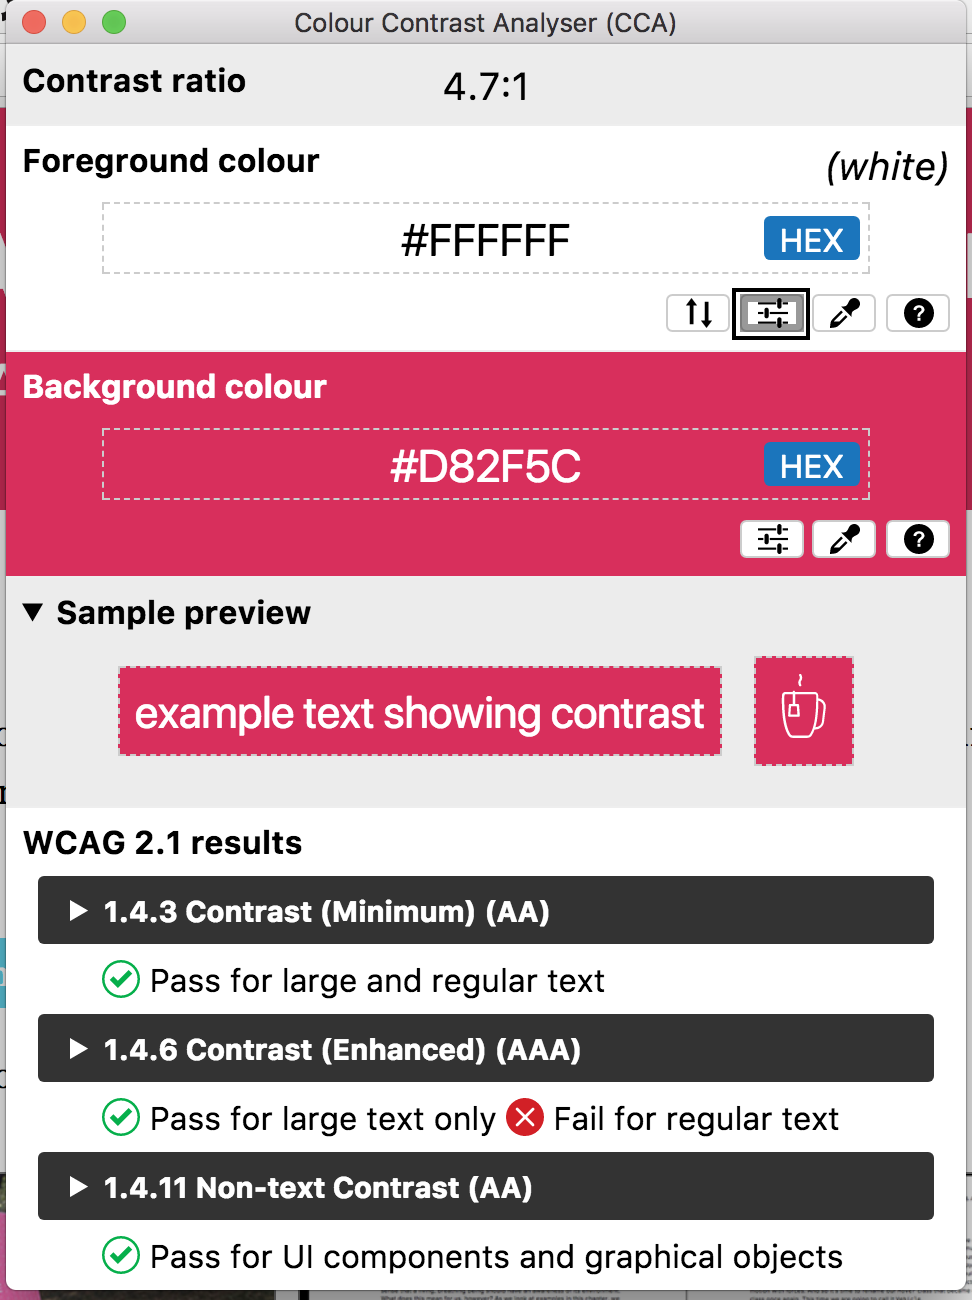 Colour Contrast Analyser (CCA)
Contrast ratio 4.7:1
Foreground colour (white)
#FFFFFF HEX
Background colour
#D82F5C HEX
▼ Sample preview
example text showing contrast
WCAG 2.1 results
▶ 1.4.3 Contrast (Minimum) (AA)
Pass for large and regular text
▶ 1.4.6 Contrast (Enhanced) (AAA)
Pass for large text only Fail for regular text
▶ 1.4.11 Non-text Contrast (AA)
Pass for UI components and graphical objects